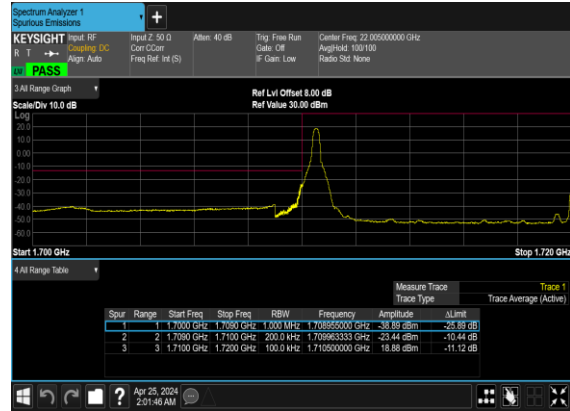 Spectrum Analyzer 1
Spurious Emissions
KEYSIGHT Input: RF Input Z: 50 Ω Atten: 40 dB Trig: Free Run Center Freq: 22.005000000 GHz
R T Coupling: DC Corr CCorr Gate: Off Avg|Hold: 100/100
Align: Auto Freq Ref: Int (S) IF Gain: Low Radio Std: None
PASS
3 All Range Graph
Ref Lvl Offset 8.00 dB
Scale/Div 10.0 dB Ref Value 30.00 dBm
Log
20.0
10.0
0.00
-10.0
-20.0
-30.0
-40.0
-50.0
-60.0
Start 1.700 GHz Stop 1.720 GHz
4 All Range Table
Measure Trace Trace 1
Trace Type Trace Average (Active)
Spur Range Start Freq Stop Freq RBW Frequency Amplitude ΔLimit
1 1 1.7000 GHz 1.7090 GHz 1.000 MHz 1.708955000 GHz -38.89 dBm -25.89 dB
2 2 1.7090 GHz 1.7100 GHz 200.0 kHz 1.709963333 GHz -23.44 dBm -10.44 dB
3 3 1.7100 GHz 1.7200 GHz 100.0 kHz 1.710500000 GHz 18.88 dBm -11.12 dB
? Apr 25, 2024
2:01:46 AM